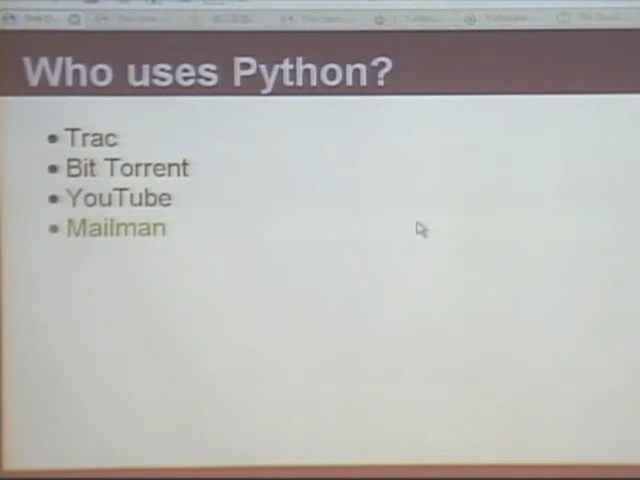 Who uses Python?
• Trac
• Bit Torrent
• YouTube
• Mailman